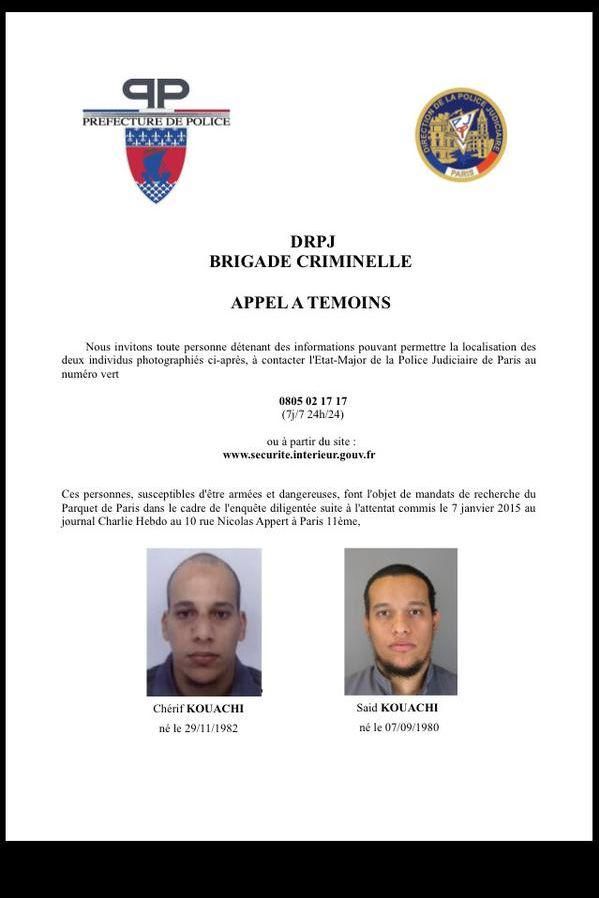 PP
PREFECTURE DE POLICE
DIRECTION DE LA POLICE JUDICIAIRE
PARIS
DRPJ
BRIGADE CRIMINELLE
APPEL A TEMOINS
Nous invitons toute personne détenant des informations pouvant permettre la localisation des
deux individus photographiés ci-après, à contacter l'Etat-Major de la Police Judiciaire de Paris au
numéro vert
0805 02 17 17
(7j/7 24h/24)
ou à partir du site :
www.securite.interieur.gouv.fr
Ces personnes, susceptibles d'être armées et dangereuses, font l'objet de mandats de recherche du
Parquet de Paris dans le cadre de l'enquête diligentée suite à l'attentat commis le 7 janvier 2015 au
journal Charlie Hebdo au 10 rue Nicolas Appert à Paris 11ème,
Chérif KOUACHI
Said KOUACHI
né le 29/11/1982
né le 07/09/1980